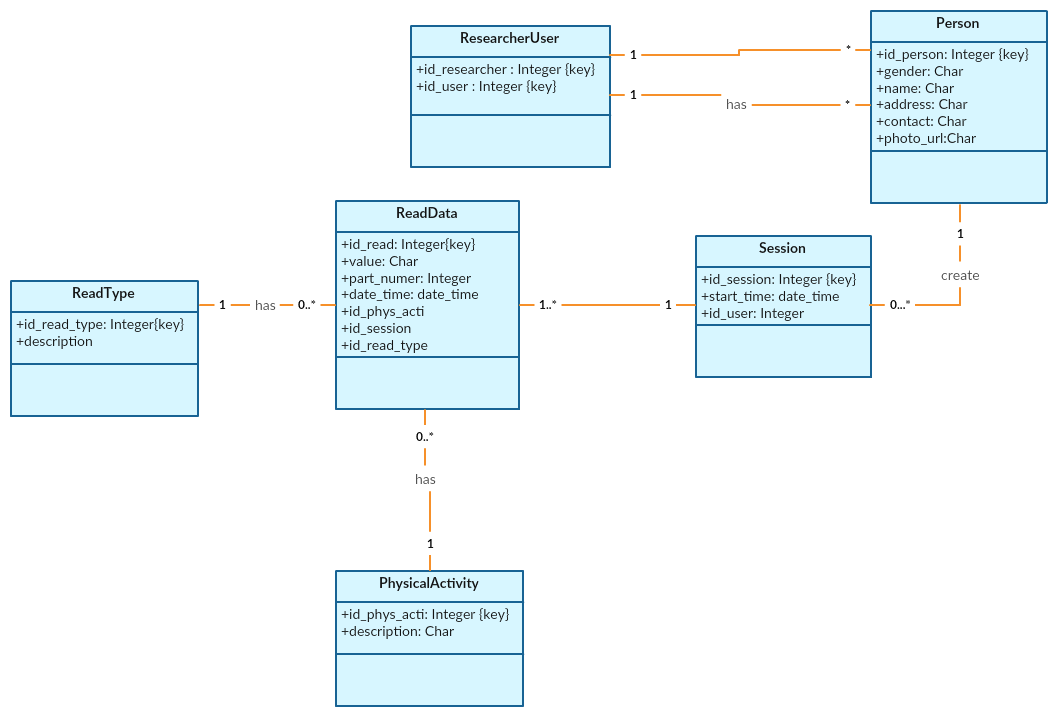 Person
+id_person: Integer {key}
+gender: Char
+name: Char
+address: Char
+contact: Char
+photo_url:Char
ResearcherUser
+id_researcher : Integer {key}
+id_user : Integer {key}
1
*
1
has
*
ReadData
+id_read: Integer{key}
+value: Char
+part_numer: Integer
+date_time: date_time
+id_phys_acti
+id_session
+id_read_type
1
create
Session
+id_session: Integer {key}
+start_time: date_time
+id_user: Integer
ReadType
+id_read_type: Integer{key}
+description
1
has
0..*
1..*
1
0...*
0..*
has
1
PhysicalActivity
+id_phys_acti: Integer {key}
+description: Char